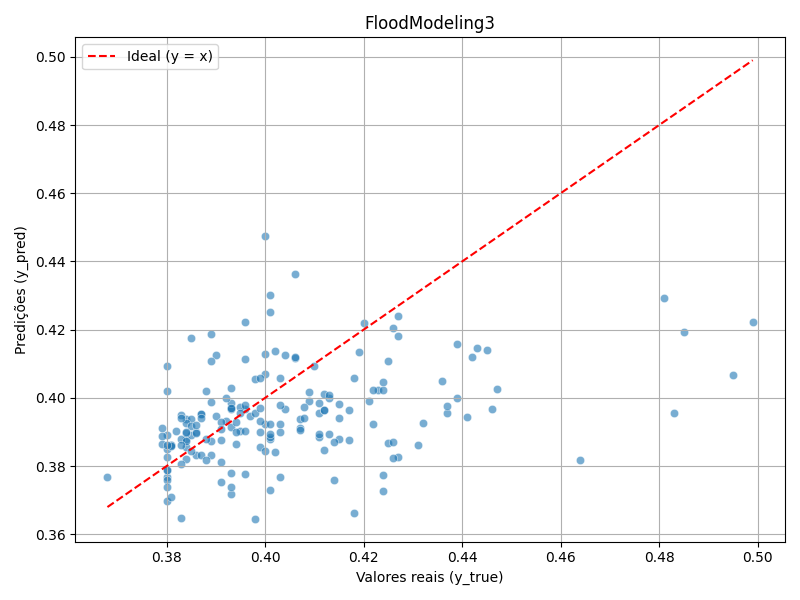 FloodModeling3
Ideal (y = x)
Predições (y_pred)
0.50
0.48
0.46
0.44
0.42
0.40
0.38
0.36
0.38 0.40 0.42 0.44 0.46 0.48 0.50
Valores reais (y_true)